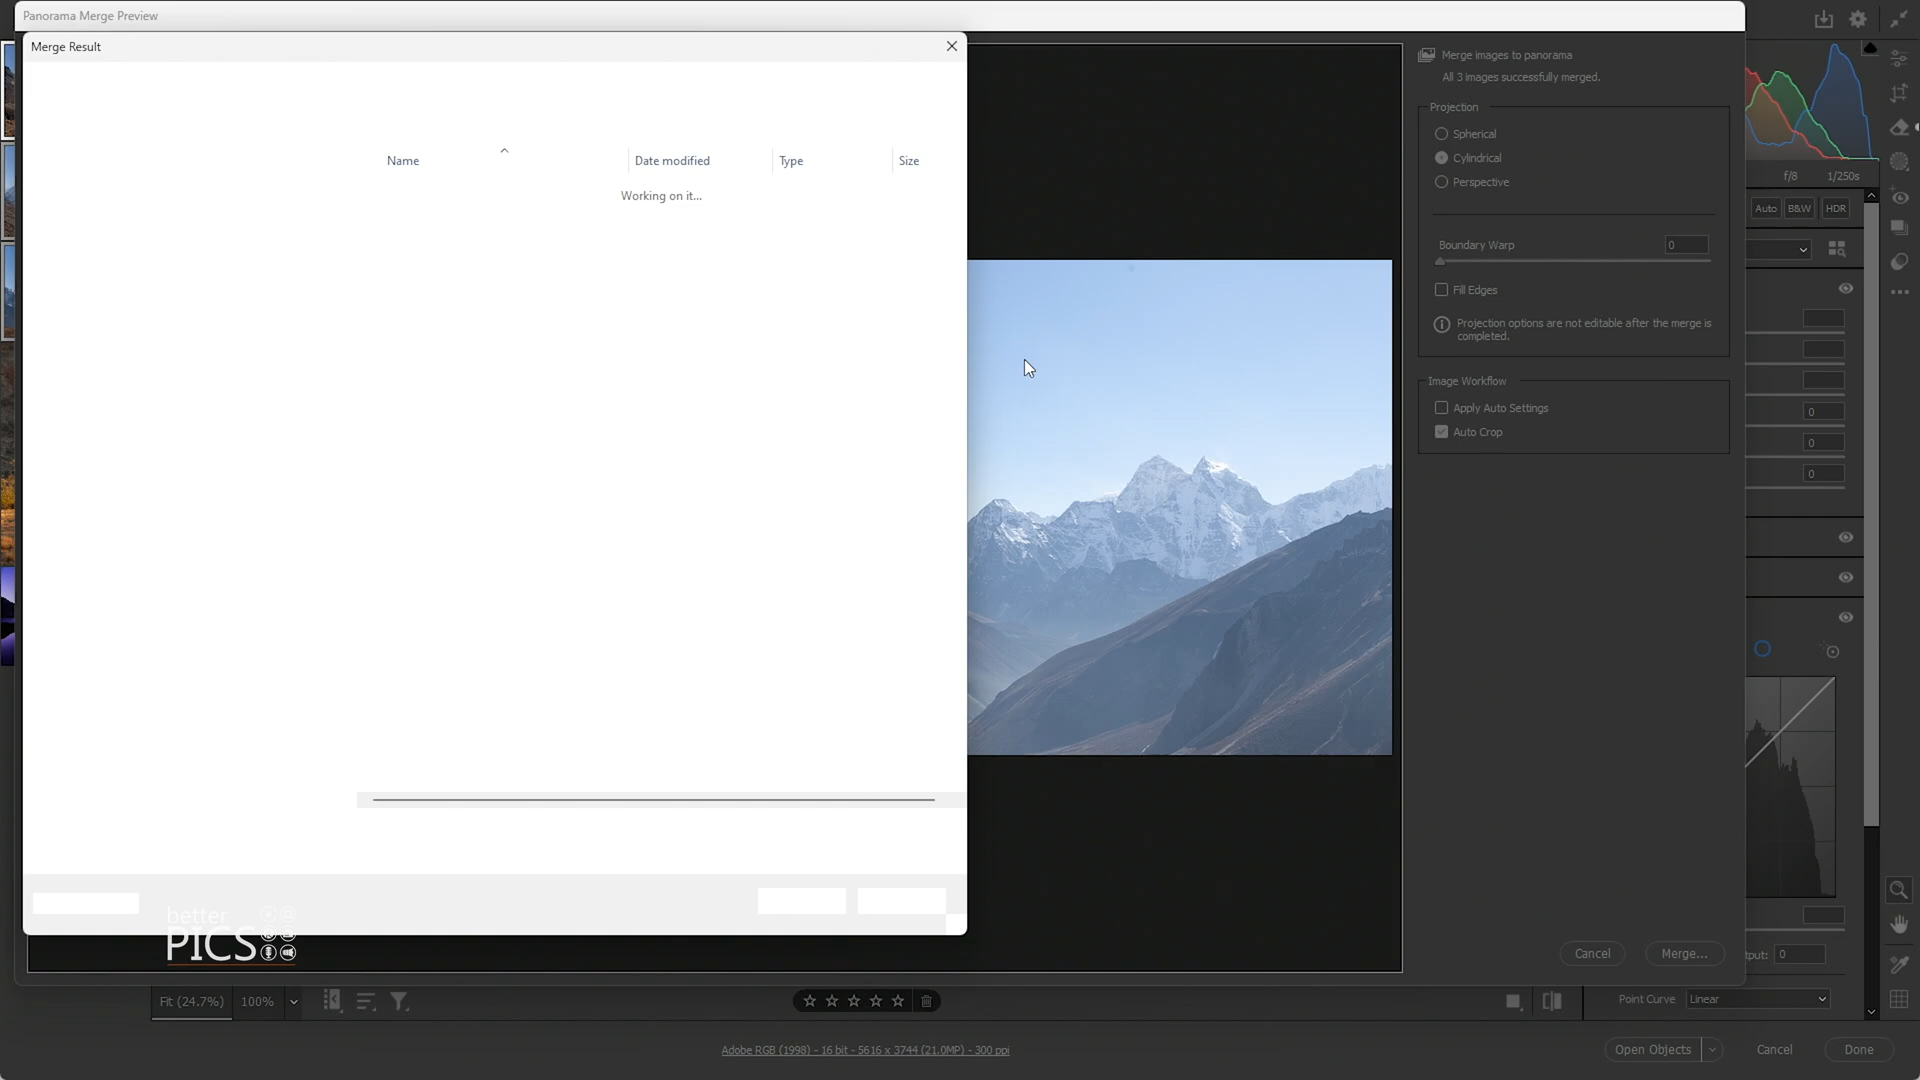 Panorama Merge Preview
Merge Result
Name
Date modified
Type
Size
Working on it...
Merge images to panorama
All 3 images successfully merged.
Projection
Spherical
Cylindrical
Perspective
Boundary Warp
0
Fill Edges
Projection options are not editable after the merge is
completed.
Image Workflow
Apply Auto Settings
Auto Crop
Cancel
Merge...
f/8
1/250s
Auto
B&W
HDR
0
0
0
put:
0
Point Curve
Linear
better
PICS
Fit (24.7%)
100%
Adobe RGB (1998) - 16 bit - 5616 x 3744 (21.0MP) - 300 ppi
Open Objects
Cancel
Done